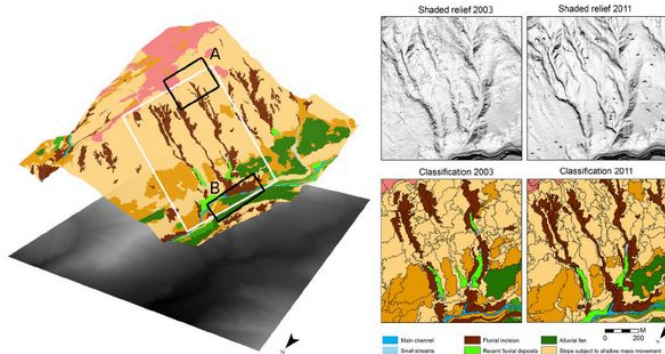 Shaded relief 2003
Shaded relief 2011
A
B
N
Classification 2003
Classification 2011
N
0
200
M
Main channel
Small streams
Fluvial incision
Recent fluvial deposits
Alluvial fan
Slope subject to shallow mass movement